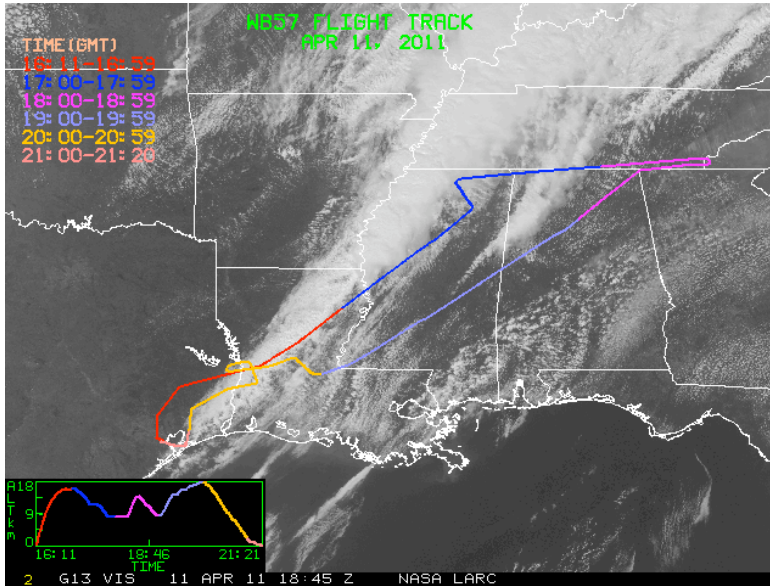 WB57 FLIGHT TRACK
APR 11, 2011
TIME(GMT)
16:11-16:59
17:00-17:59
18:00-18:59
19:00-19:59
20:00-20:59
21:00-21:20
A18
L
T 9
k
m 0
16:11 18:46 21:21
TIME
2 G13 VIS 11 APR 11 18:45 Z NASA LARC